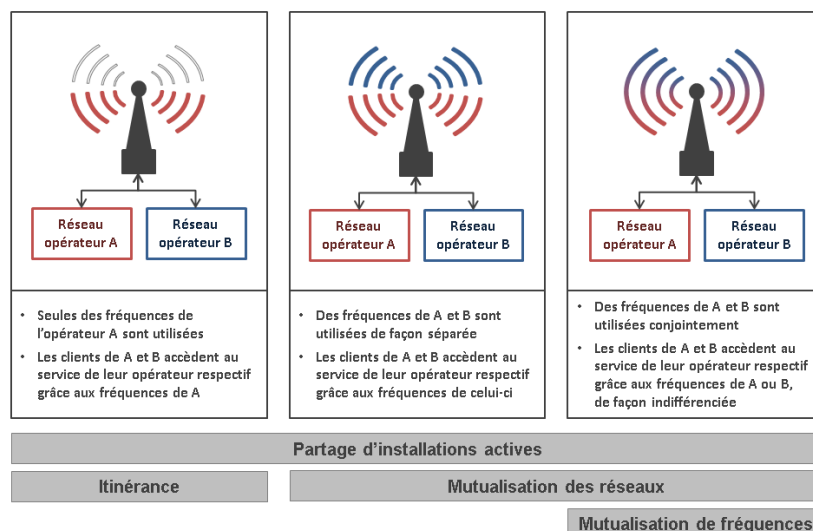 Réseau
opérateur A
Réseau
opérateur B
• Seules des fréquences de
l'opérateur A sont utilisées
• Les clients de A et B accèdent au
service de leur opérateur respectif
grâce aux fréquences de A
Réseau
opérateur A
Réseau
opérateur B
• Des fréquences de A et B sont
utilisées de façon séparée
• Les clients de A et B accèdent au
service de leur opérateur respectif
grâce aux fréquences de celui-ci
Réseau
opérateur A
Réseau
opérateur B
• Des fréquences de A et B sont
utilisées conjointement
• Les clients de A et B accèdent au
service de leur opérateur respectif
grâce aux fréquences de A ou B,
de façon indifférenciée
Partage d'installations actives
Itinérance
Mutualisation des réseaux
Mutualisation de fréquences